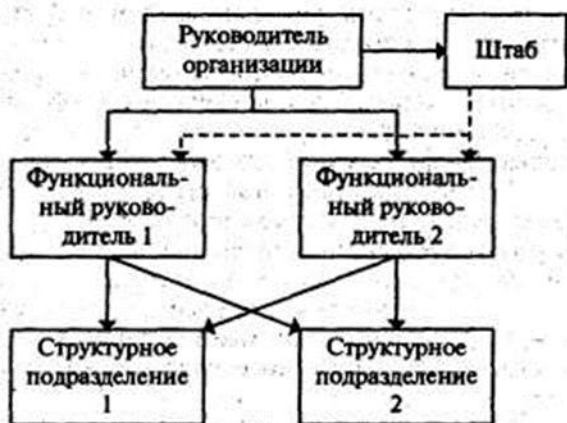 Руководитель
организации
Штаб
Функциональ-
ный руково-
дитель 1
Функциональ-
ный руково-
дитель 2
Структурное
подразделение
1
Структурное
подразделение
2